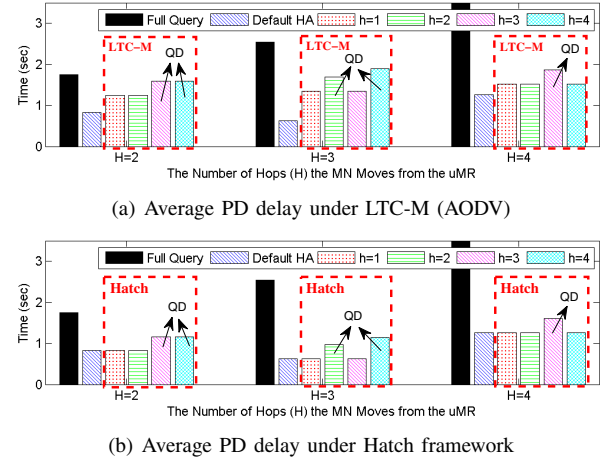 Full Query Default HA h=1 h=2 h=3 h=4
3
2
1
0
Time (sec)
LTC-M
QD
LTC-M
QD
LTC-M
QD
H=2 H=3 H=4
The Number of Hops (H) the MN Moves from the uMR
(a) Average PD delay under LTC-M (AODV)
Full Query Default HA h=1 h=2 h=3 h=4
3
2
1
0
Time (sec)
Hatch
QD
Hatch
QD
Hatch
QD
H=2 H=3 H=4
The Number of Hops (H) the MN Moves from the uMR
(b) Average PD delay under Hatch framework